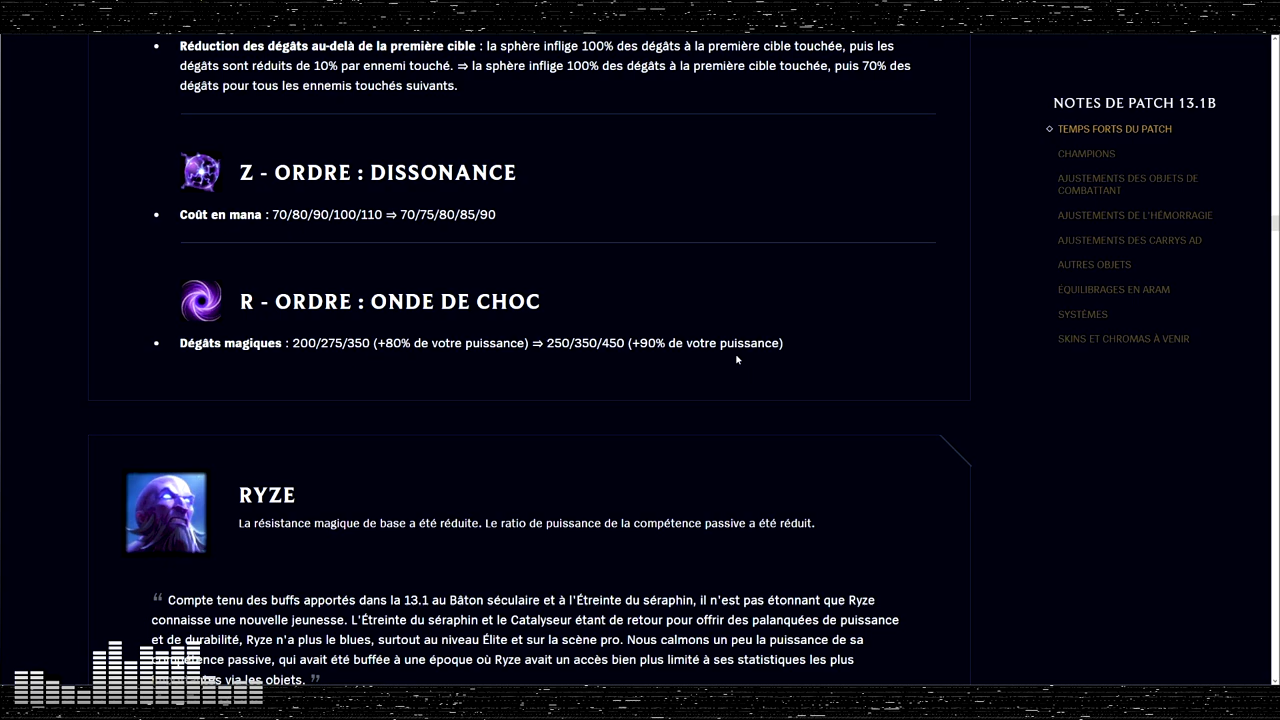 Réduction des dégâts au-delà de la première cible : la sphère inflige 100% des dégâts à la première cible touchée, puis les
dégâts sont réduits de 10% par ennemi touché. ⇒ la sphère inflige 100% des dégâts à la première cible touchée, puis 70% des
dégâts pour tous les ennemis touchés suivants.
Z - ORDRE : DISSONANCE
Coût en mana : 70/80/90/100/110 ⇒ 70/75/80/85/90
R - ORDRE : ONDE DE CHOC
Dégâts magiques : 200/275/350 (+80% de votre puissance) ⇒ 250/350/450 (+90% de votre puissance)
RYZE
La résistance magique de base a été réduite. Le ratio de puissance de la compétence passive a été réduit.
“ Compte tenu des buffs apportés dans la 13.1 au Bâton séculaire et à l'Étreinte du séraphin, il n'est pas étonnant que Ryze
connaisse une nouvelle jeunesse. L'Étreinte du séraphin et le Catalyseur étant de retour pour offrir des palanquées de puissance
et de durabilité, Ryze n'a plus le blues, surtout au niveau Élite et sur la scène pro. Nous calmons un peu la puissance de sa
compétence passive, qui avait été buffée à une époque où Ryze avait un accès bien plus limité à ses statistiques les plus
via les objets. ”
NOTES DE PATCH 13.1B
TEMPS FORTS DU PATCH
CHAMPIONS
AJUSTEMENTS DES OBJETS DE
COMBATTANT
AJUSTEMENTS DE L'HÉMORRAGIE
AJUSTEMENTS DES CARRYS AD
AUTRES OBJETS
ÉQUILIBRAGES EN ARAM
SYSTÈMES
SKINS ET CHROMAS À VENIR